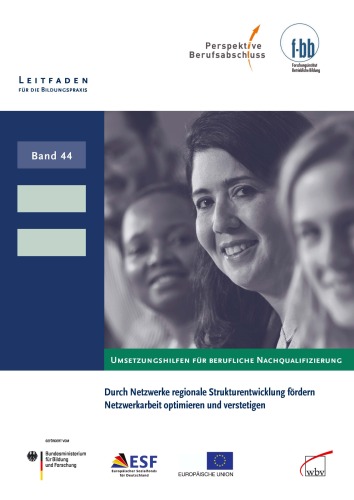 Perspektive
Berufsabschluss
f-bb
Forschungsinstitut
Betriebliche Bildung
LEITFADEN
FÜR DIE BILDUNGSPRAXIS
Band 44
UMSETZUNGSHILFEN FÜR BERUFLICHE NACHQUALIFIZIERUNG
Durch Netzwerke regionale Strukturentwicklung fördern
Netzwerkarbeit optimieren und verstetigen
GEFÖRDERT VOM
Bundesministerium
für Bildung
und Forschung
ESF
Europäischer Sozialfonds
für Deutschland
EUROPÄISCHE UNION
wbv